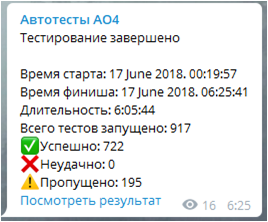 Автотесты АО4
Тестирование завершено
Время старта: 17 June 2018. 00:19:57
Время финиша: 17 June 2018. 06:25:41
Длительность: 6:05:44
Всего тестов запущено: 917
✅Успешно: 722
❌Неудачно: 0
⚠️Пропущено: 195
Посмотреть результат
16 6:25